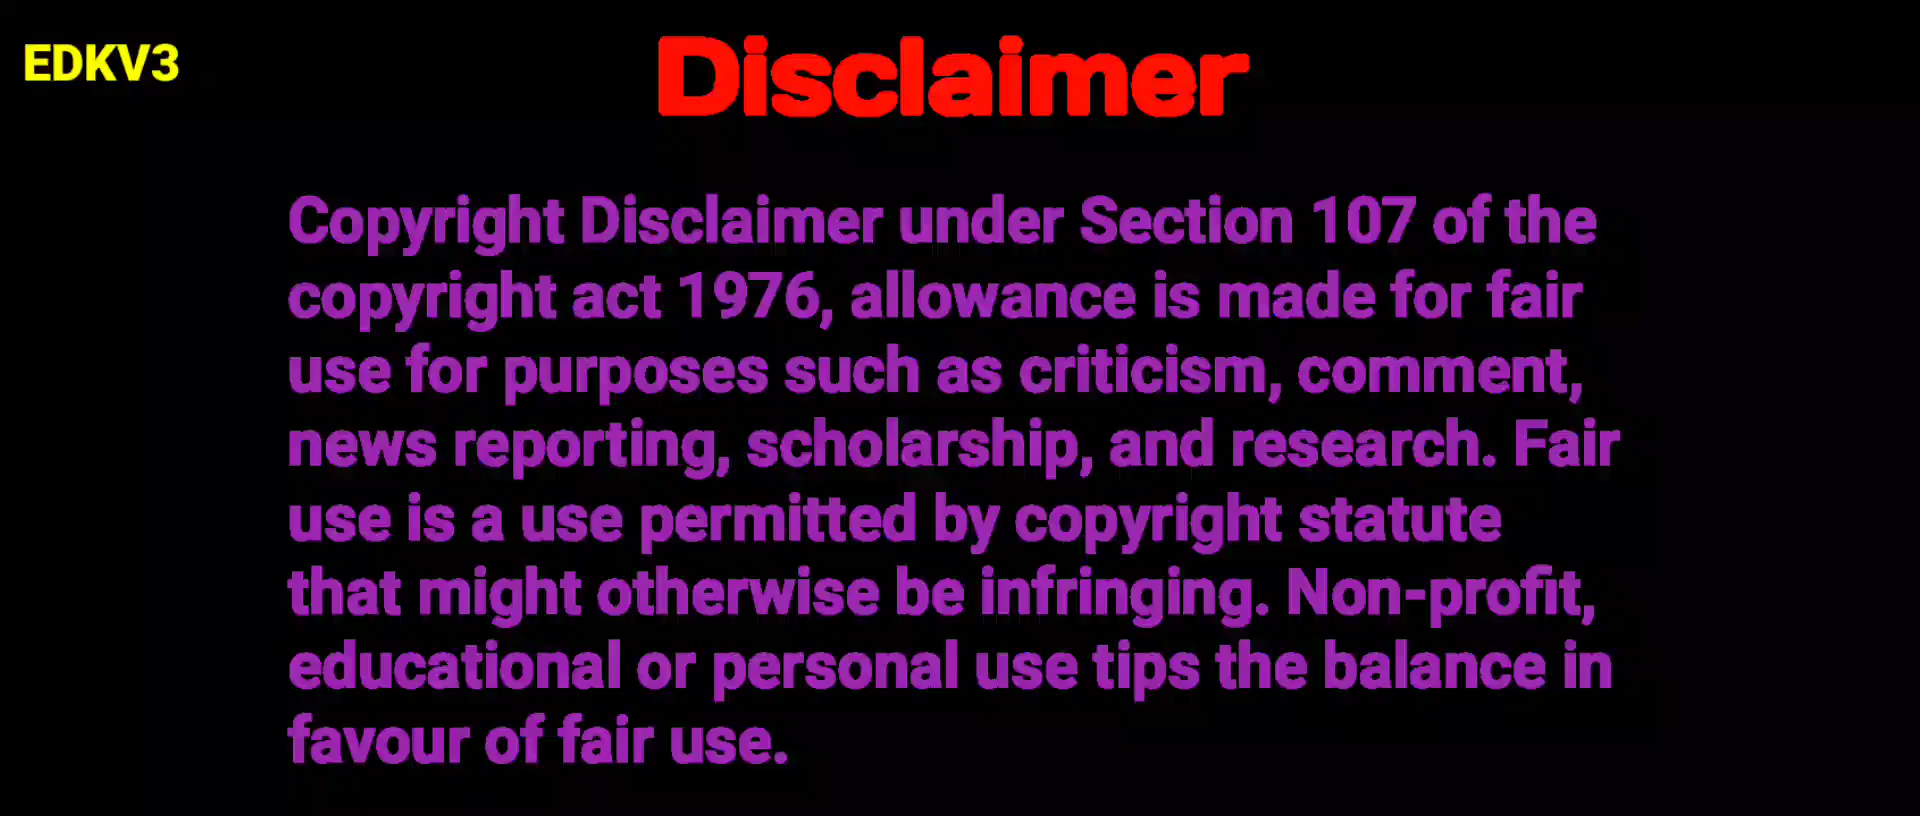 EDKV3
Disclaimer
Copyright Disclaimer under Section 107 of the
copyright act 1976, allowance is made for fair
use for purposes such as criticism, comment,
news reporting, scholarship, and research. Fair
use is a use permitted by copyright statute
that might otherwise be infringing. Non-profit,
educational or personal use tips the balance in
favour of fair use.